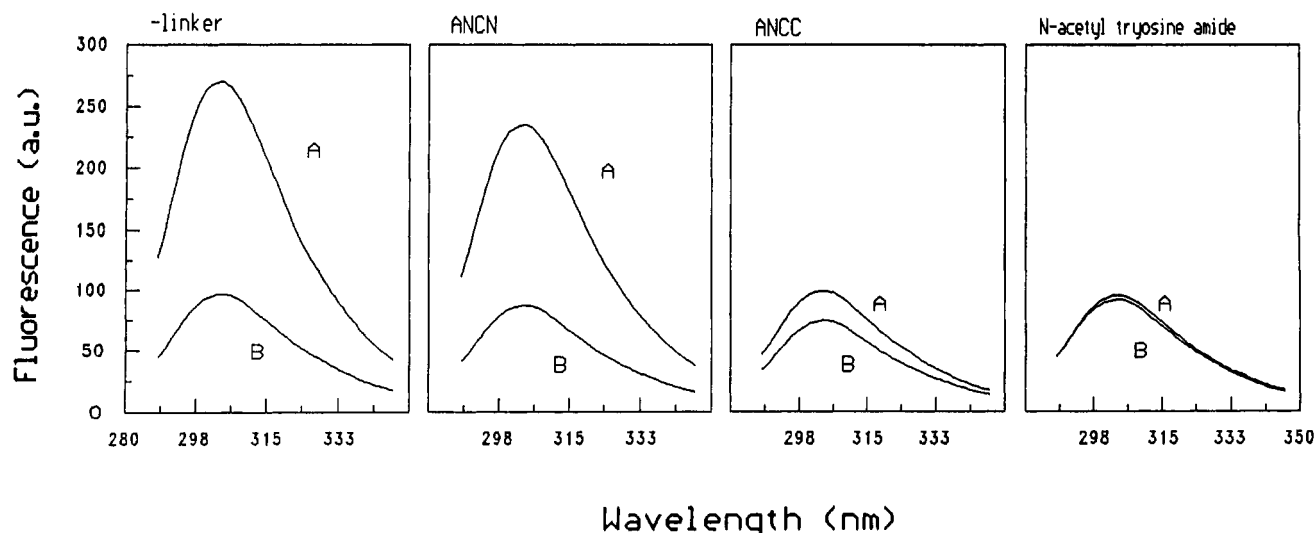 -linker
ANCN
ANCC
N-acetyl tryosine amide
Fluorescence (a.u.)
300
250
200
150
100
50
0
A
B
A
B
A
B
A
B
280 298 315 333
298 315 333
298 315 333
298 315 333 350
Wavelength (nm)